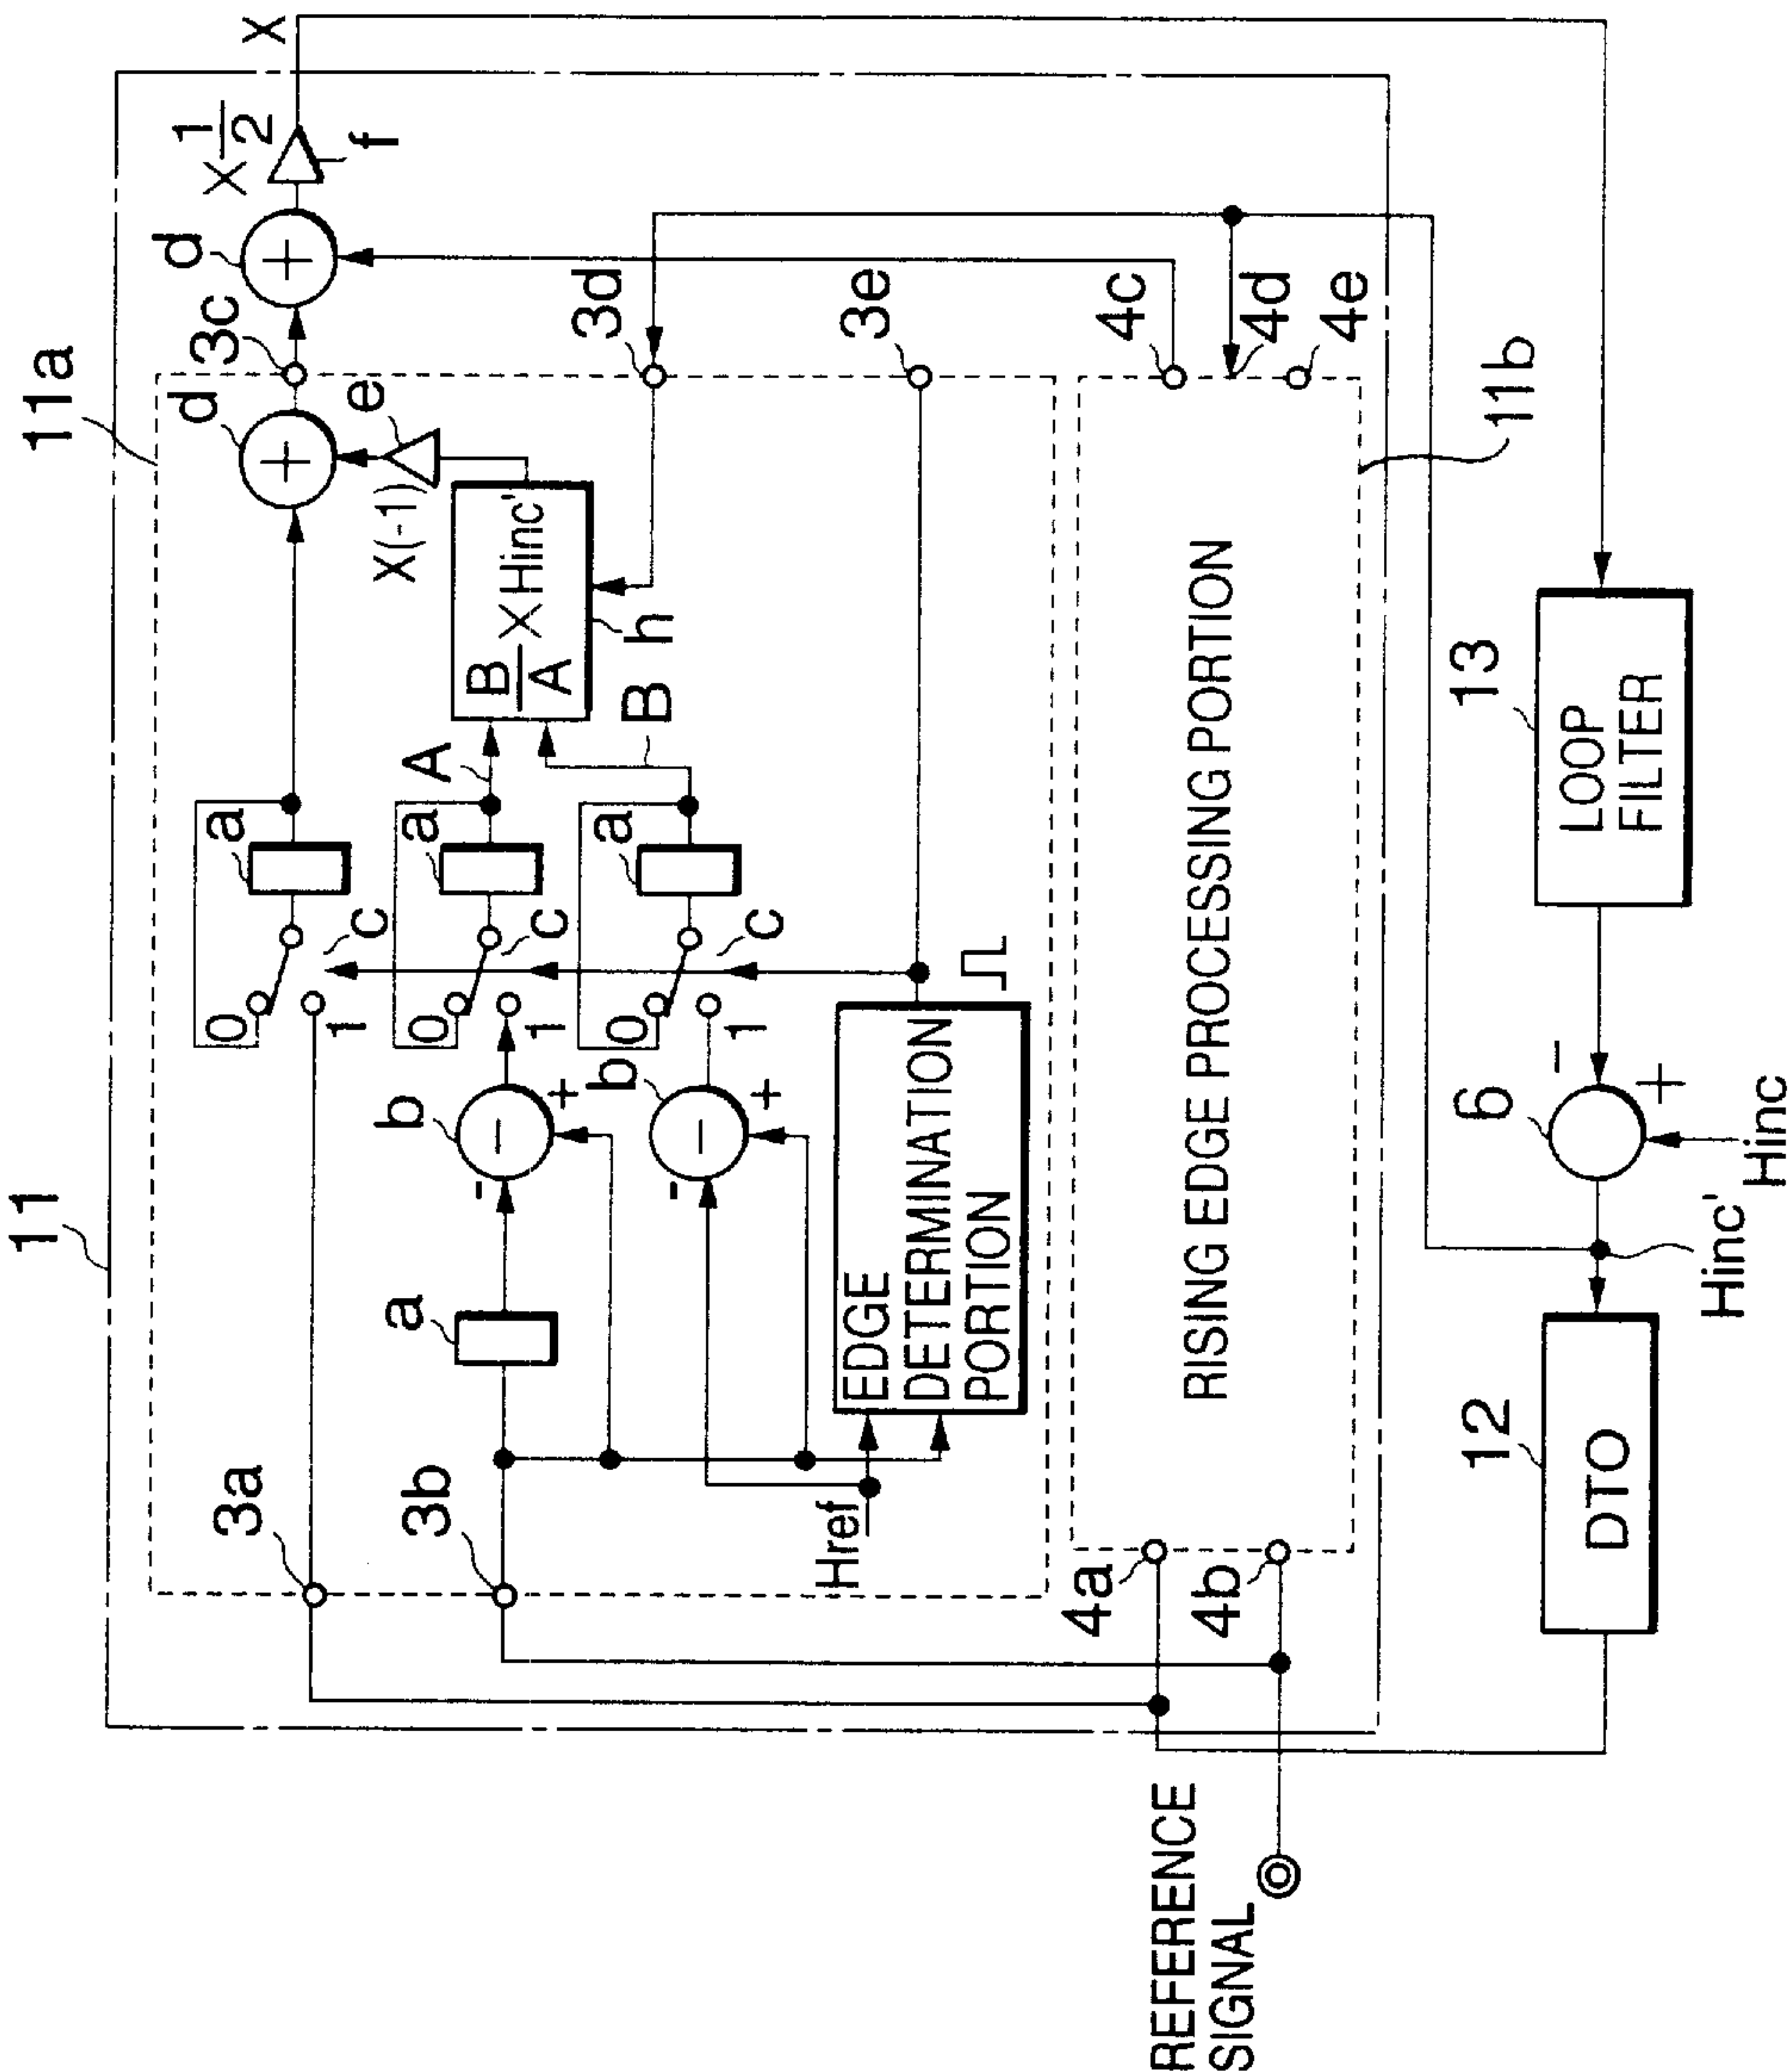 11
11a
3a
3b
3c
3d
3e
a
b
b
Href
0
1
0
1
0
1
c
c
c
a
a
a
A
B
B
A
× Hinc'
h
×(-1)
e
d
d
× 1
2
f
X
EDGE
DETERMINATION
PORTION
4a
4b
4c
4d
4e
RISING EDGE PROCESSING PORTION
11b
REFERENCE
SIGNAL
12
DTO
Hinc'
6
-
+
Hinc
13
LOOP
FILTER
-
+
-
-
+
-
+
+